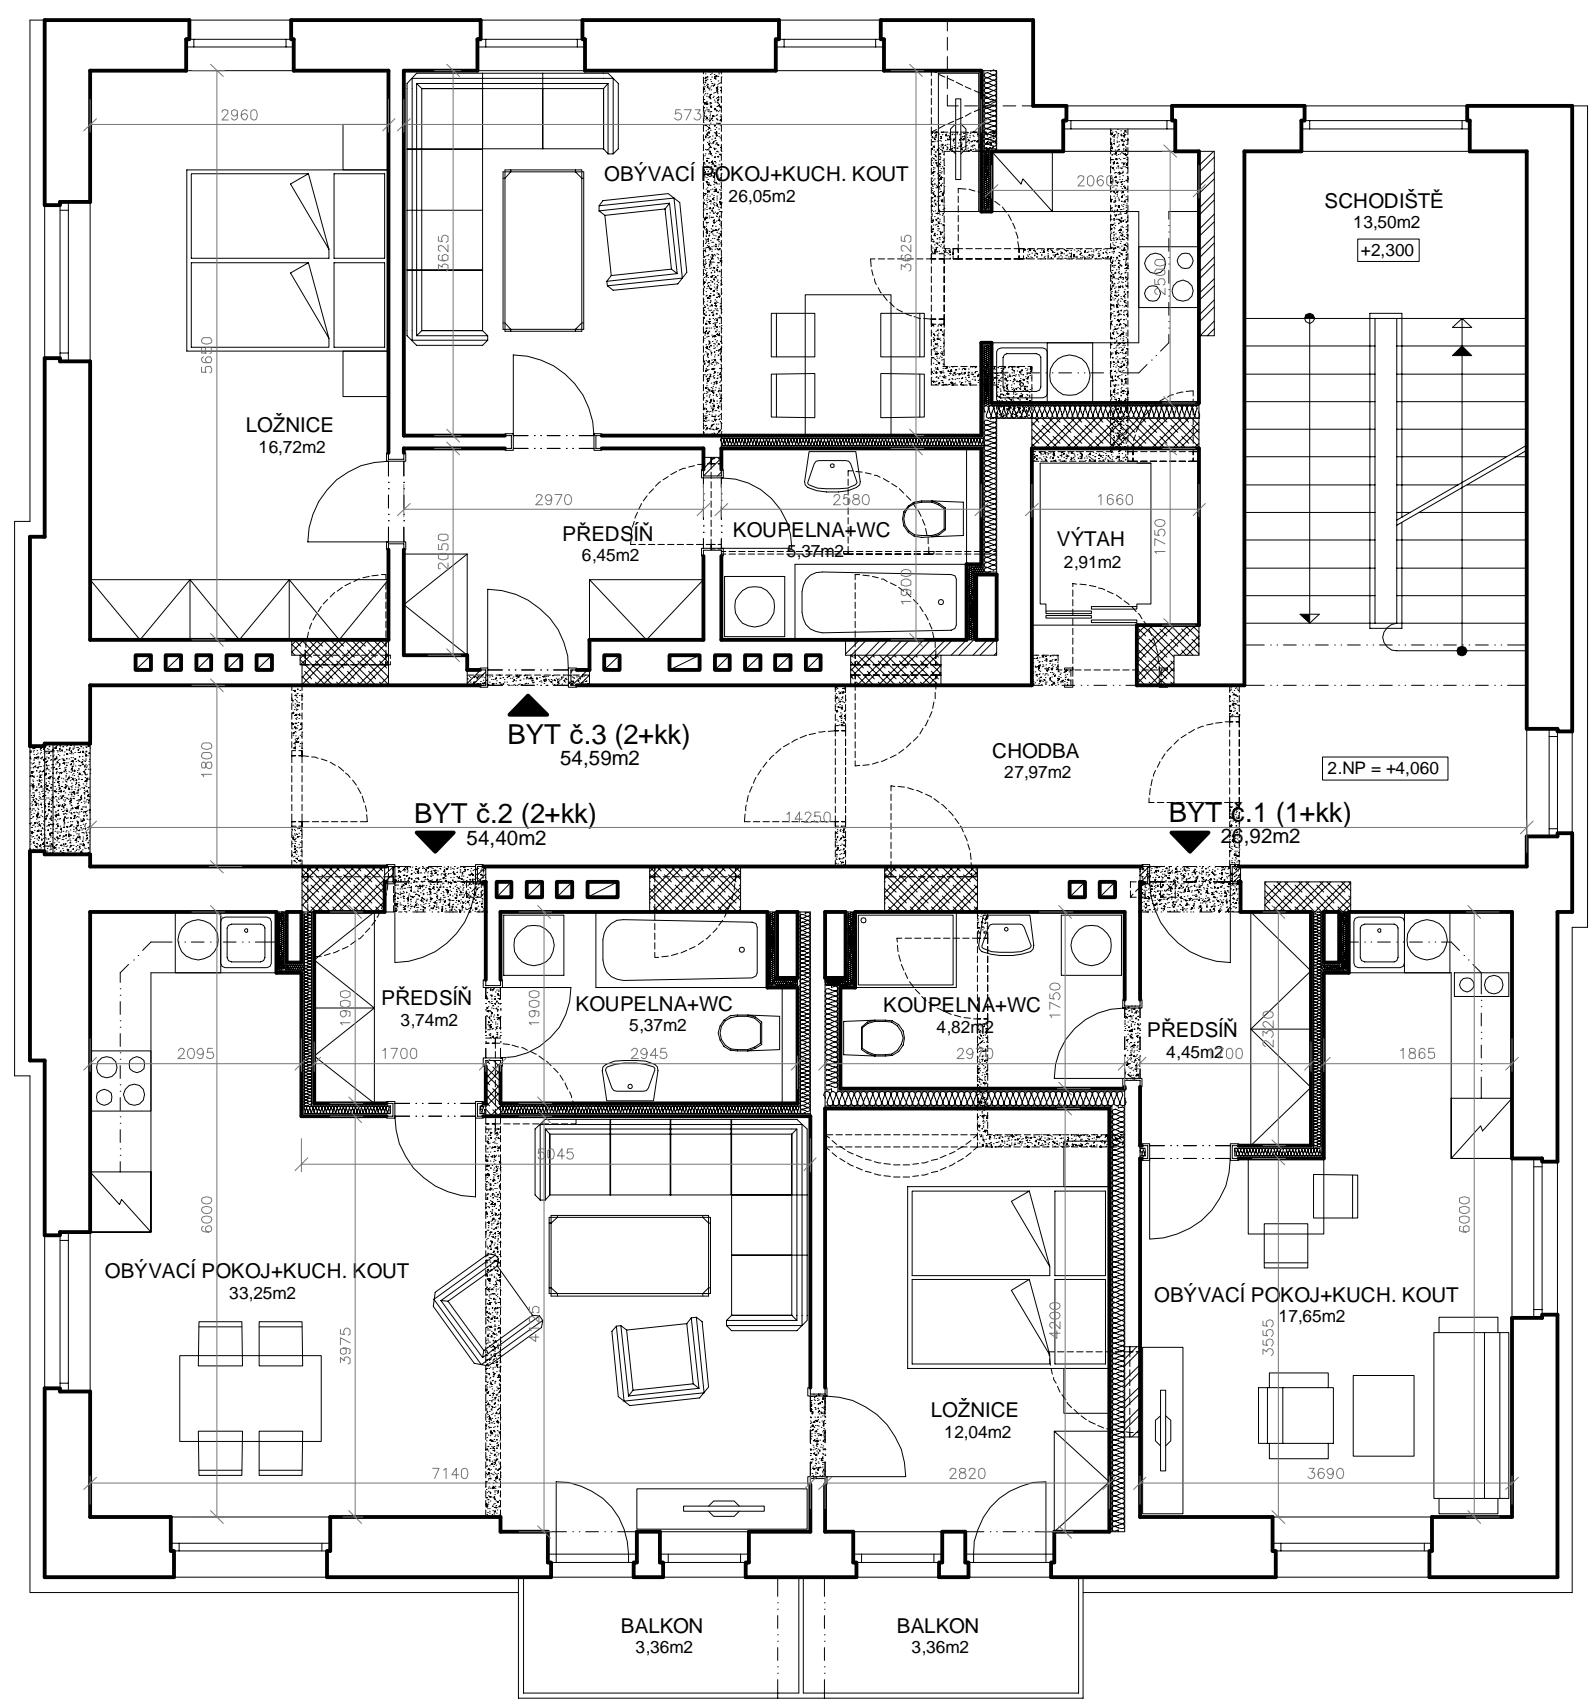 2960
573
OBÝVACÍ POKOJ+KUCH. KOUT
26,05m2
2060
SCHODIŠTĚ
13,50m2
+2,300
3625
3625
2500
5650
LOŽNICE
16,72m2
2970
2580
1660
PŘEDSÍŇ
6,45m2
KOUPELNA+WC
5,37m2
VÝTAH
2,91m2
2050
1900
1750
BYT č.3 (2+kk)
54,59m2
CHODBA
27,97m2
2.NP = +4,060
1800
BYT č.2 (2+kk)
54,40m2
14250
BYT č.1 (1+kk)
26,92m2
PŘEDSÍŇ
3,74m2
KOUPELNA+WC
5,37m2
KOUPELNA+WC
4,82m2
PŘEDSÍŇ
4,45m2
1900
1900
1750
2320
2095
1700
2945
1865
5045
6000
6000
OBÝVACÍ POKOJ+KUCH. KOUT
33,25m2
OBÝVACÍ POKOJ+KUCH. KOUT
17,65m2
3975
4200
3555
LOŽNICE
12,04m2
7140
2820
3690
BALKON
3,36m2
BALKON
3,36m2